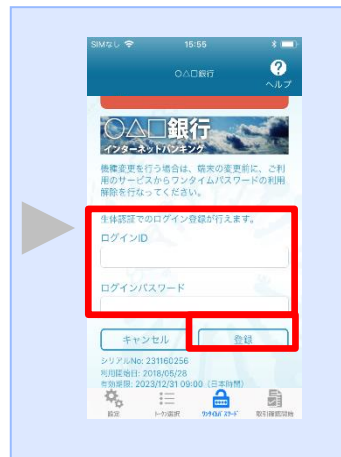 SIMなし 15:55
○△□銀行
?
ヘルプ
○△□銀行
インターネットバンキング
機種変更を行う場合は、端末の変更前に、ご利
用のサービスからワンタイムパスワードの利用
解除を行なってください。
生体認証でのログイン登録が行えます。
ログインID
ログインパスワード
キャンセル 登録
シリアルNo: 231160256
利用開始日: 2018/05/28
有効期限: 2023/12/31 09:00 (日本時間)
設定 トークン選択 ワンタイムパスワード 取引確認開始